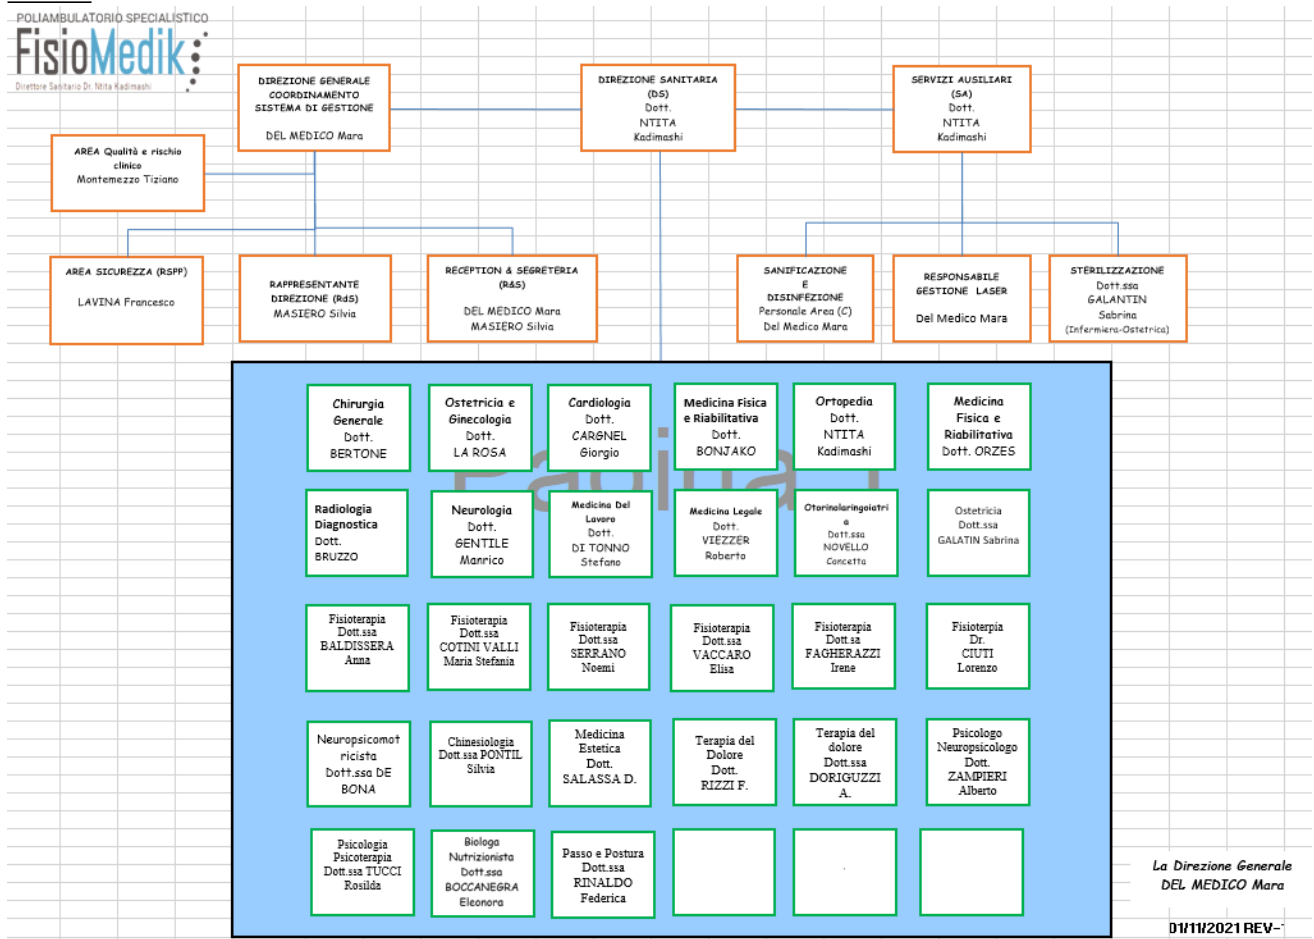 POLIAMBULATORIO SPECIALISTICO
FisioMedik
Direttore Sanitario Dr. Ntita Kadimashi
DIREZIONE GENERALE
COORDINAMENTO
SISTEMA DI GESTIONE
DEL MEDICO Mara
DIREZIONE SANITARIA
(DS)
Dott.
NTITA
Kadimashi
SERVIZI AUSILIARI
(SA)
Dott.
NTITA
Kadimashi
AREA Qualità e rischio
clinico
Montemezzo Tiziano
AREA SICUREZZA (RSPP)
LAVINA Francesco
RAPPRESENTANTE
DIREZIONE (RdS)
MASIERO Silvia
RECEPTION & SEGRETERIA
(R&S)
DEL MEDICO Mara
MASIERO Silvia
SANIFICAZIONE
E
DISINFEZIONE
Personale Area (C)
Del Medico Mara
RESPONSABILE
GESTIONE LASER
Del Medico Mara
STERILIZZAZIONE
Dott.ssa
GALANTIN
Sabrina
(Infermiera-Ostetrica)
Pagina 1
Chirurgia
Generale
Dott.
BERTONE
Ostetricia e
Ginecologia
Dott.
LA ROSA
Cardiologia
Dott.
CARGNEL
Giorgio
Medicina Fisica
e Riabilitativa
Dott.
BONJAKO
Ortopedia
Dott.
NTITA
Kadimashi
Medicina
Fisica e
Riabilitativa
Dott. ORZES
Radiologia
Diagnostica
Dott.
BRUZZO
Neurologia
Dott.
GENTILE
Manrico
Medicina Del
Lavoro
Dott.
DI TONNO
Stefano
Medicina Legale
Dott.
VIEZZER
Roberto
Otorinolaringoiatri
a
Dott.ssa
NOVELLO
Concetta
Ostetricia
Dott.ssa
GALATIN Sabrina
Fisioterapia
Dott.ssa
BALDISSERA
Anna
Fisioterapia
Dott.ssa
COTINI VALLI
Maria Stefania
Fisioterapia
Dott.ssa
SERRANO
Noemi
Fisioterapia
Dott.ssa
VACCARO
Elisa
Fisioterapia
Dott.sa
FAGHERAZZI
Irene
Fisioterpia
Dr.
CIUTI
Lorenzo
Neuropsicomot
ricista
Dott.ssa DE
BONA
Chinesiologia
Dott.ssa PONTIL
Silvia
Medicina
Estetica
Dott.
SALASSA D.
Terapia del
Dolore
Dott.
RIZZI F.
Terapia del
dolore
Dott.ssa
DORIGUZZI
A.
Psicologo
Neuropsicologo
Dott.
ZAMPIERI
Alberto
Psicologia
Psicoterapia
Dott.ssa TUCCI
Rosilda
Biologa
Nutrizionista
Dott.ssa
BOCCANEGRA
Eleonora
Passo e Postura
Dott.ssa
RINALDO
Federica
La Direzione Generale
DEL MEDICO Mara
01/11/2021 REV-